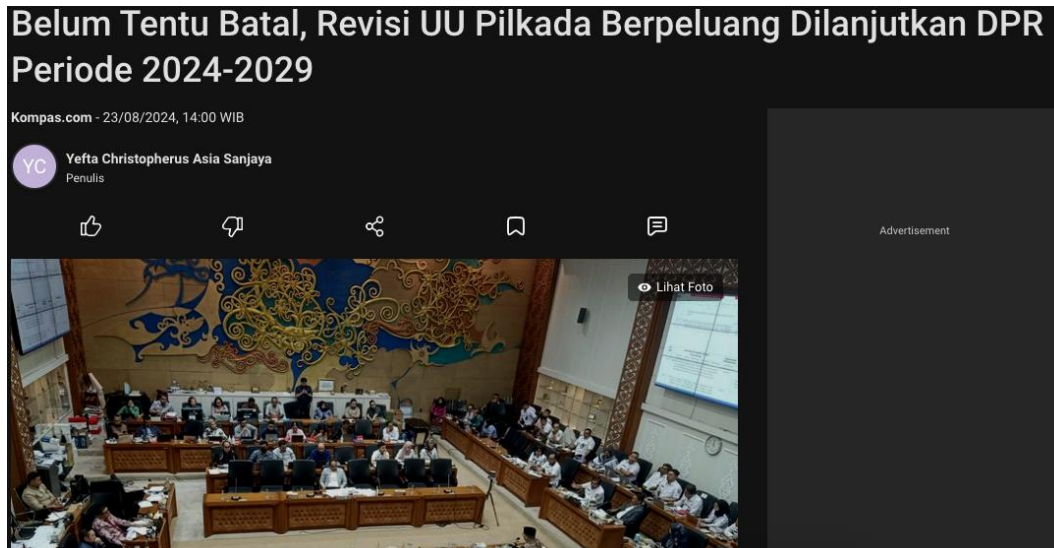 Belum Tentu Batal, Revisi UU Pilkada Berpeluang Dilanjutkan DPR
Periode 2024-2029
Kompas.com - 23/08/2024, 14:00 WIB
YC
Yefta Christopherus Asia Sanjaya
Penulis
Advertisement
Lihat Foto